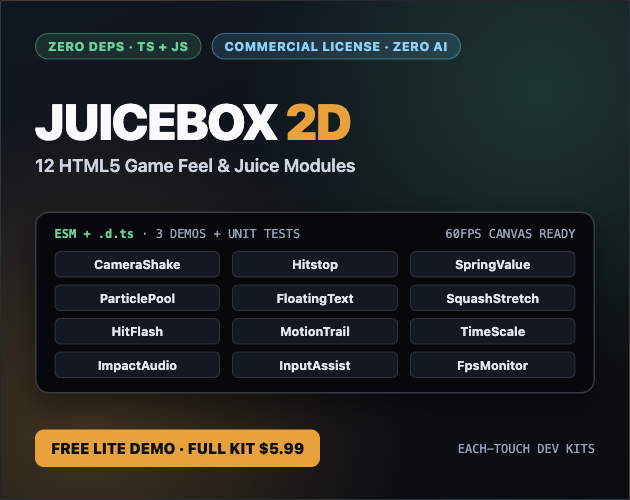 ZERO DEPS · TS + JS
COMMERCIAL LICENSE · ZERO AI
JUICEBOX 2D
12 HTML5 Game Feel & Juice Modules
ESM + .d.ts · 3 DEMOS + UNIT TESTS
60FPS CANVAS READY
CameraShake
Hitstop
SpringValue
ParticlePool
FloatingText
SquashStretch
HitFlash
MotionTrail
TimeScale
ImpactAudio
InputAssist
FpsMonitor
FREE LITE DEMO · FULL KIT $5.99
EACH-TOUCH DEV KITS